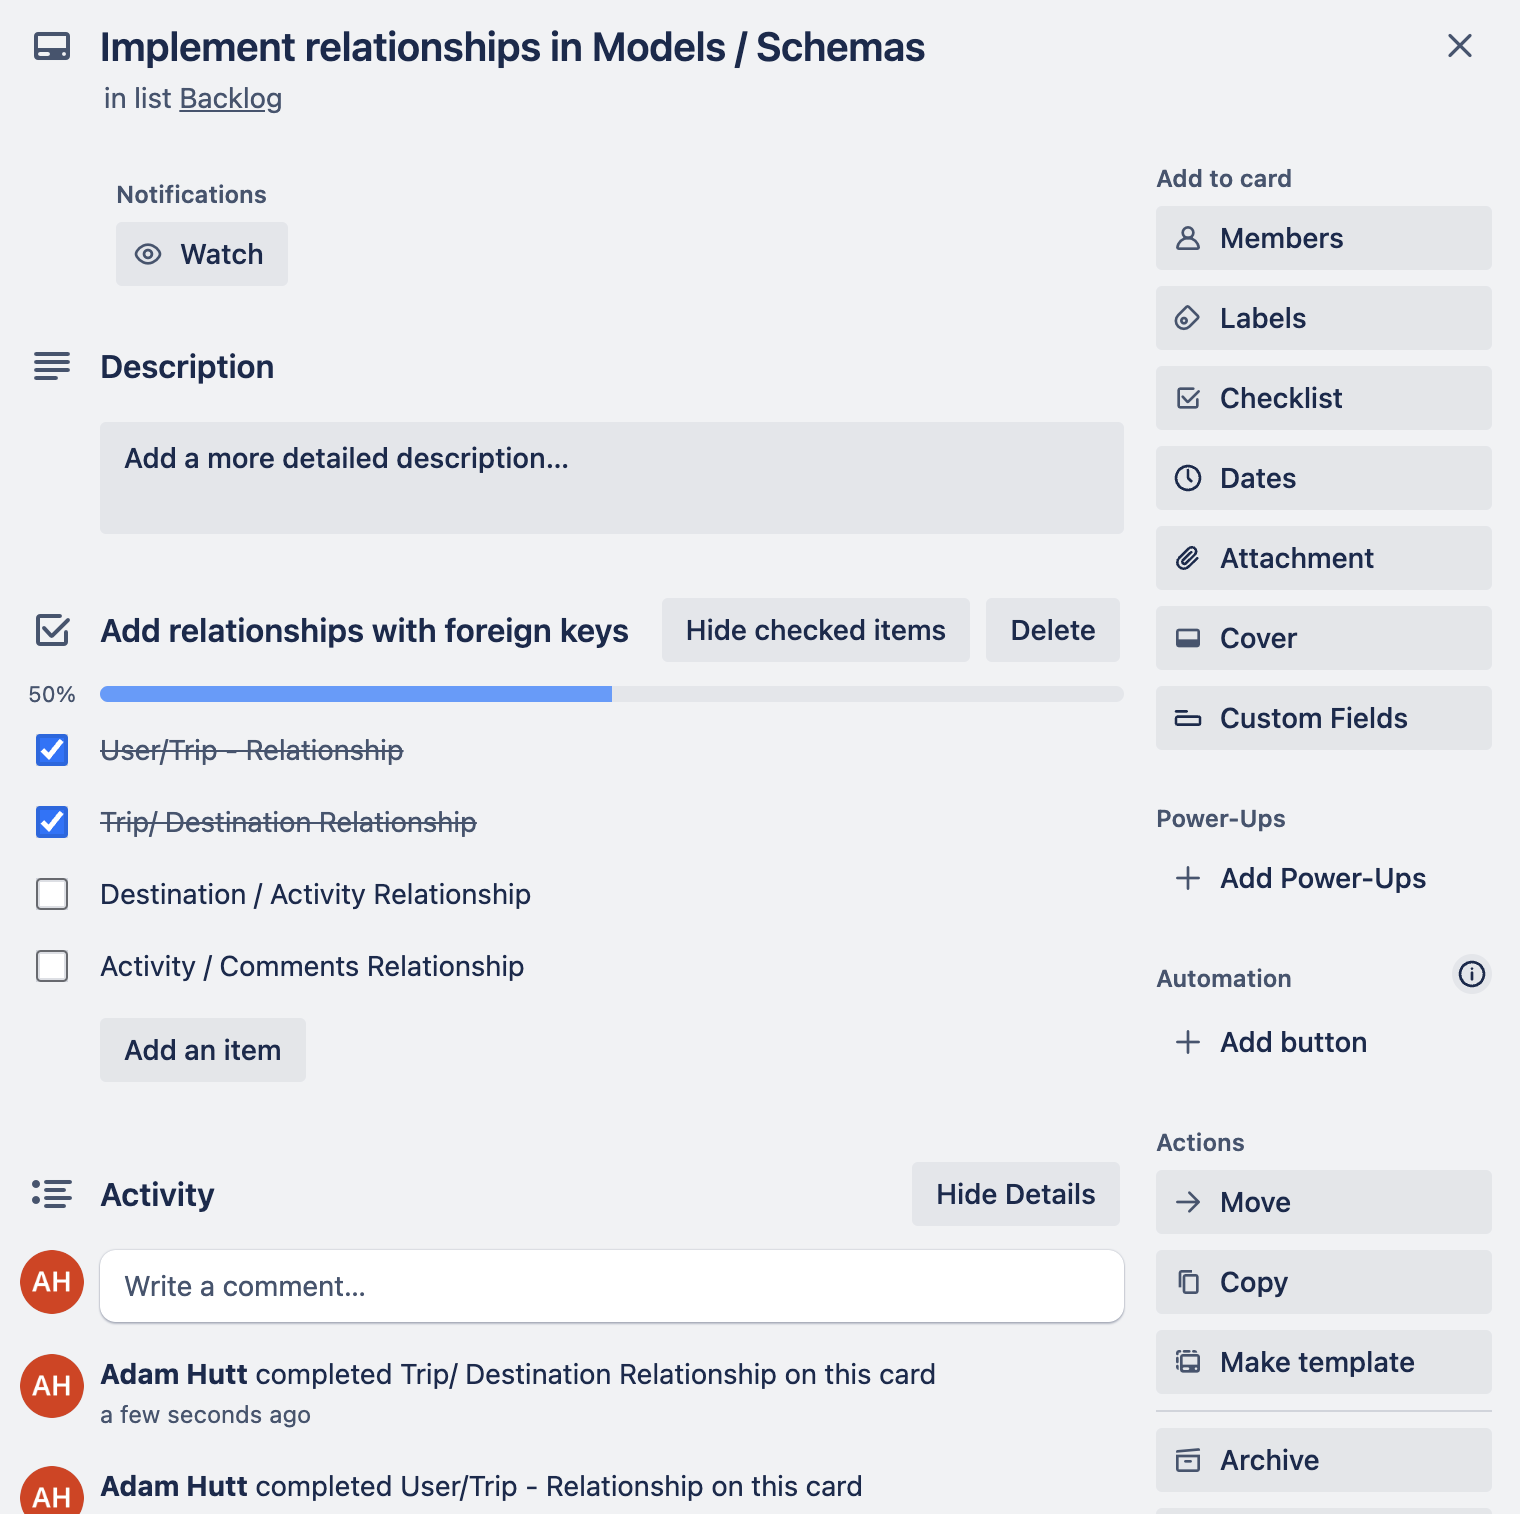 Implement relationships in Models / Schemas
in list Backlog
Notifications
Watch
Description
Add a more detailed description...
Add relationships with foreign keys
Hide checked items
Delete
50%
User/Trip - Relationship
Trip/ Destination Relationship
Destination / Activity Relationship
Activity / Comments Relationship
Add an item
Activity
Hide Details
AH
Write a comment...
AH
Adam Hutt completed Trip/ Destination Relationship on this card
a few seconds ago
AH
Adam Hutt completed User/Trip - Relationship on this card
Add to card
Members
Labels
Checklist
Dates
Attachment
Cover
Custom Fields
Power-Ups
Add Power-Ups
Automation
Add button
Actions
Move
Copy
Make template
Archive